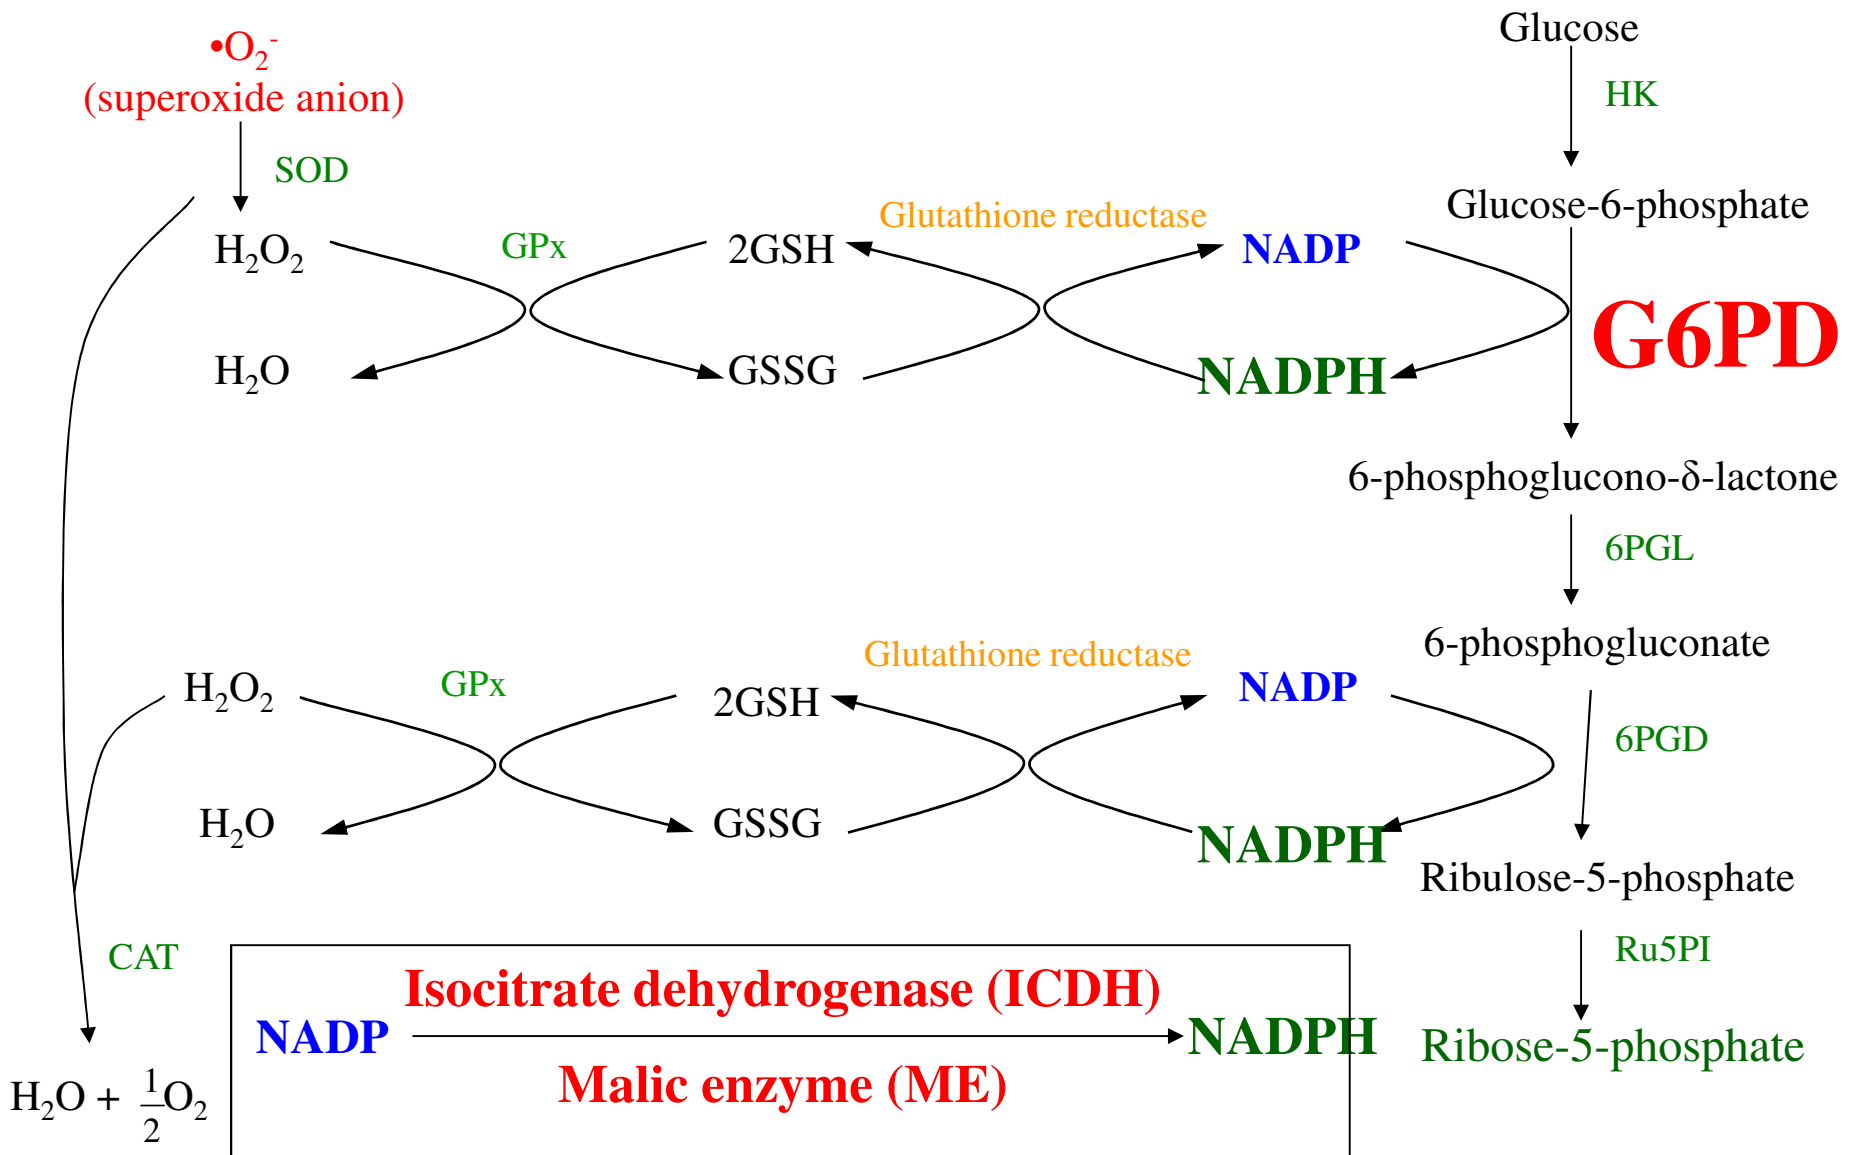 •O₂⁻
(superoxide anion)
SOD
Glucose
HK
Glucose-6-phosphate
H₂O₂
GPx
2GSH
Glutathione reductase
NADP
G6PD
H₂O
GSSG
NADPH
6-phosphoglucono-δ-lactone
6PGL
6-phosphogluconate
H₂O₂
GPx
2GSH
Glutathione reductase
NADP
6PGD
H₂O
GSSG
NADPH
Ribulose-5-phosphate
Ru5PI
Ribose-5-phosphate
CAT
H₂O + 1/2 O₂
Isocitrate dehydrogenase (ICDH)
NADP
NADPH
Malic enzyme (ME)